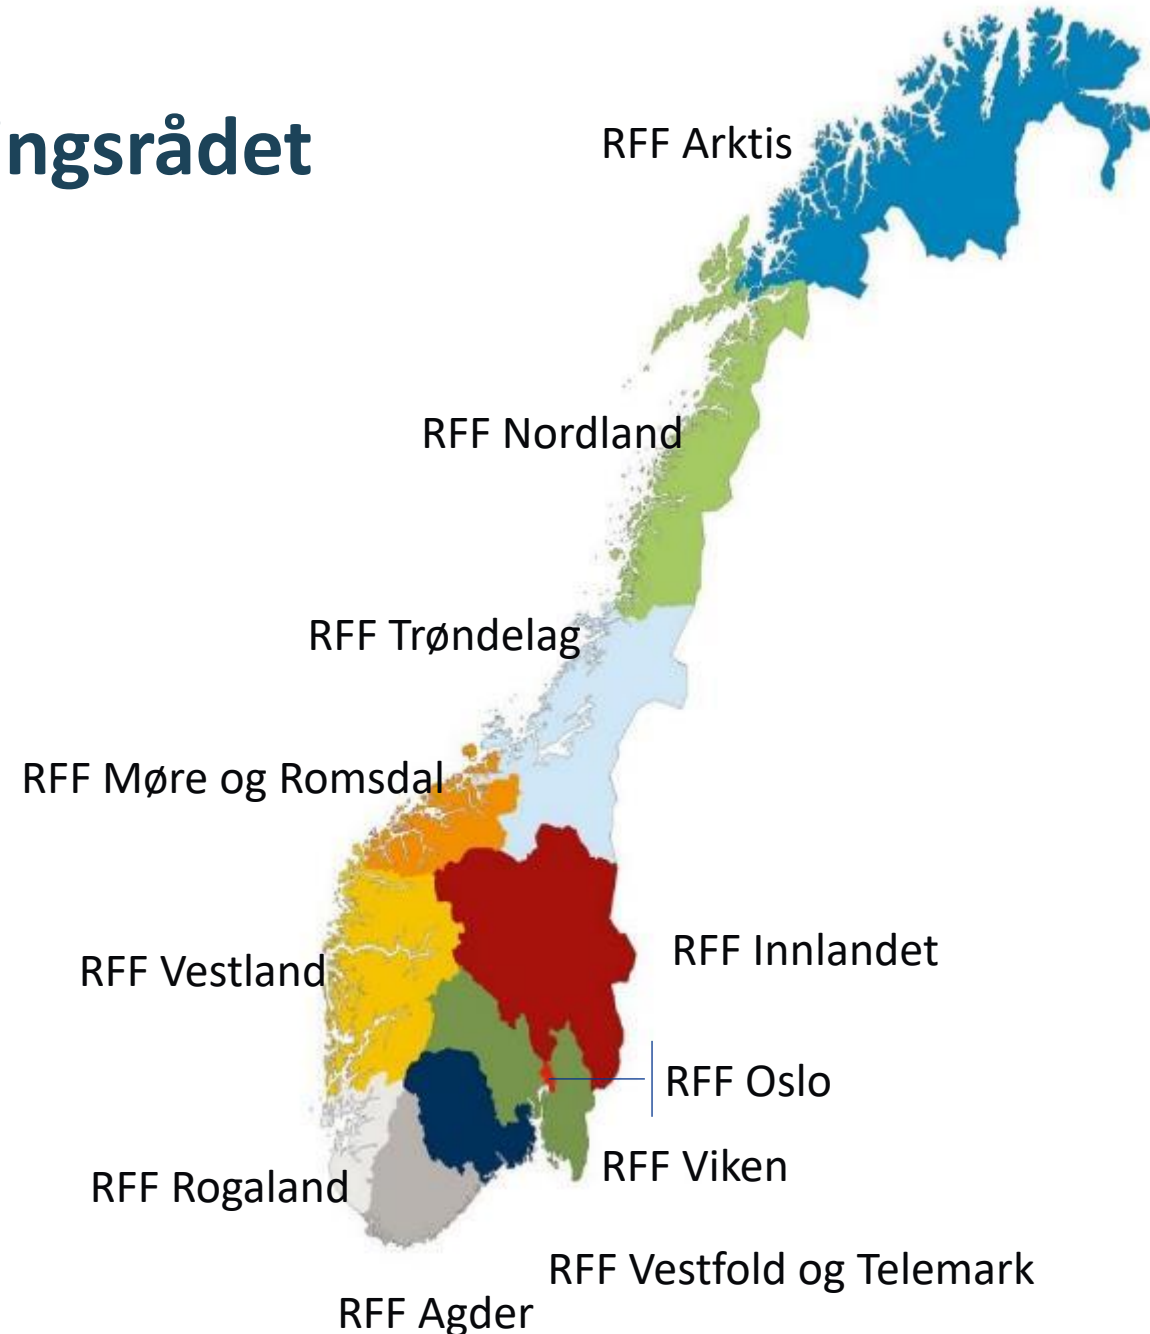 ngsrådet
RFF Arktis
RFF Nordland
RFF Trøndelag
RFF Møre og Romsdal
RFF Innlandet
RFF Vestland
RFF Oslo
RFF Viken
RFF Rogaland
RFF Vestfold og Telemark
RFF Agder